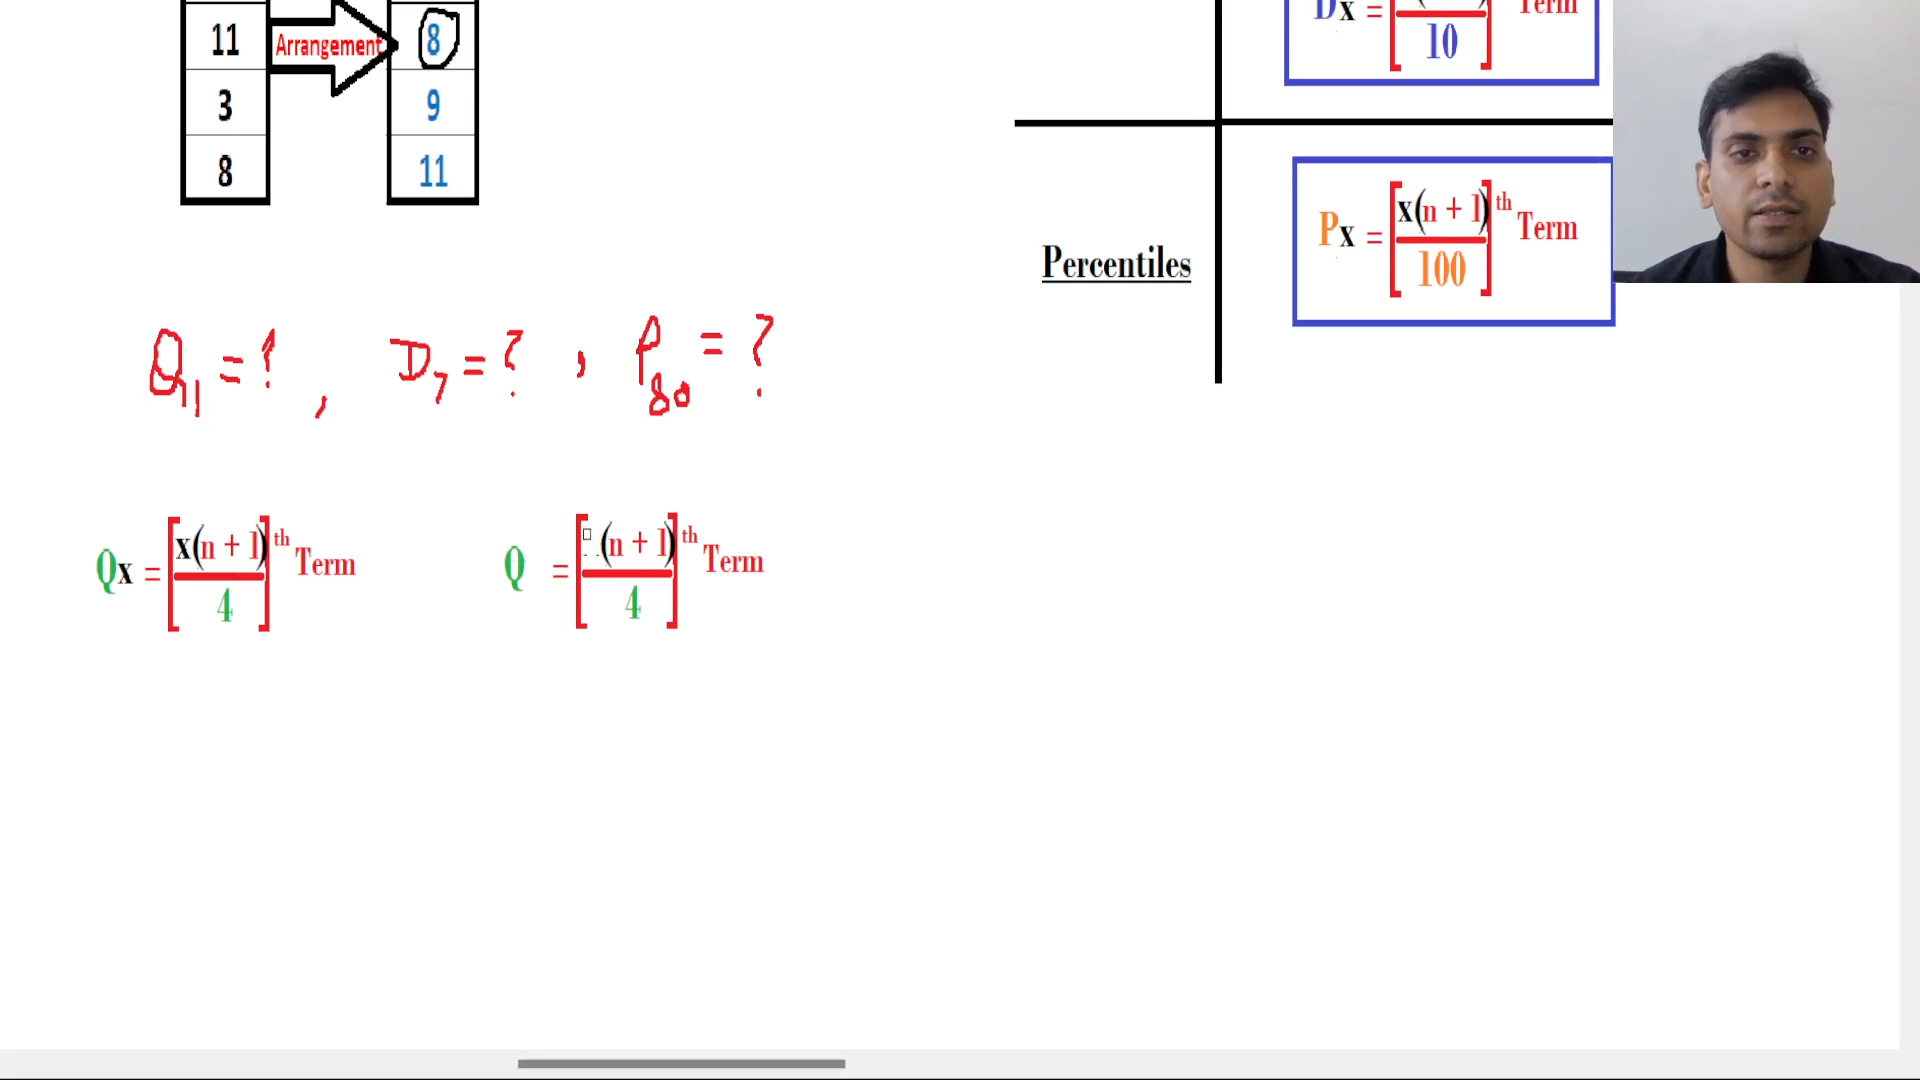 11
3
8
Arrangement
8
9
11
Dx =
10
Term
Percentiles
Px = [x(n + 1) / 100]th Term
Q1 = ? , D7 = ? , P80 = ?
Qx = [x(n + 1) / 4]th Term
Q = [(n + 1) / 4]th Term